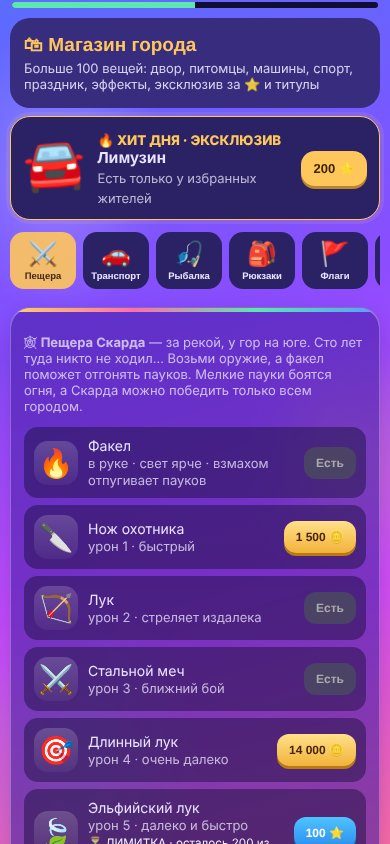 Магазин города
Больше 100 вещей: двор, питомцы, машины, спорт,
праздник, эффекты, эксклюзив за ⭐ и титулы
🔥 ХИТ ДНЯ · ЭКСКЛЮЗИВ
Лимузин
Есть только у избранных
жителей
200 ⭐
Пещера
Транспорт
Рыбалка
Рюкзаки
Флаги
🕸 Пещера Скарда — за рекой, у гор на юге. Сто лет
туда никто не ходил... Возьми оружие, а факел
поможет отгонять пауков. Мелкие пауки боятся
огня, а Скарда можно победить только всем
городом.
Факел
в руке · свет ярче · взмахом
отпугивает пауков
Есть
Нож охотника
урон 1 · быстрый
1 500 🪙
Лук
урон 2 · стреляет издалека
Есть
Стальной меч
урон 3 · ближний бой
Есть
Длинный лук
урон 4 · очень далеко
14 000 🪙
Эльфийский лук
урон 5 · далеко и быстро
⏳ ЛИМИТКА · осталось 200 из
100 ⭐